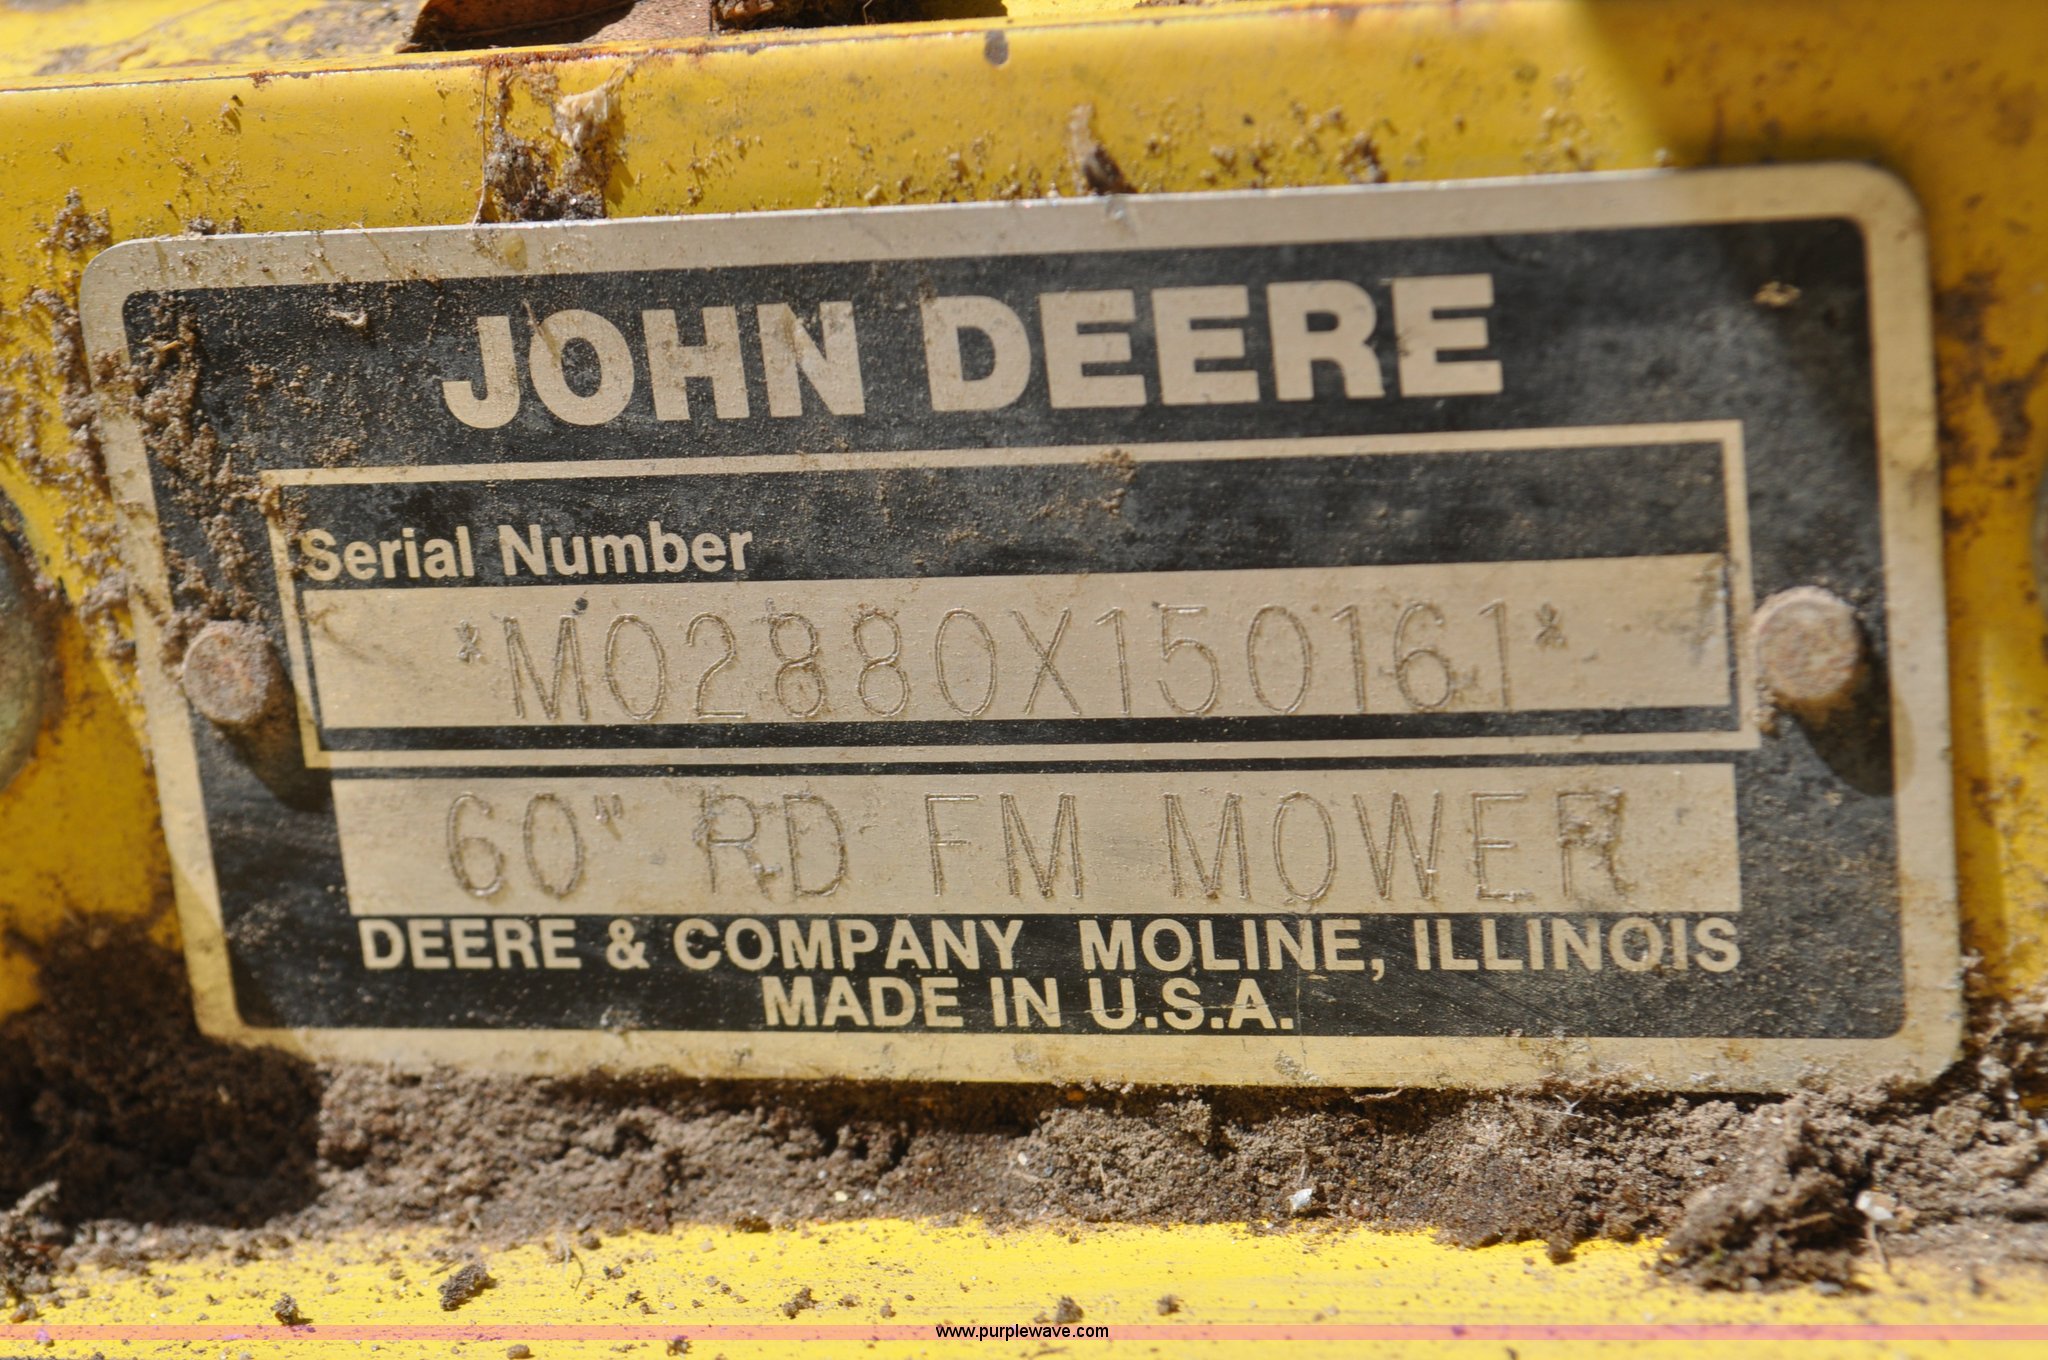 JOHN DEERE
Serial Number
*M02880X150161*
60" RD FM MOWER
DEERE & COMPANY MOLINE, ILLINOIS
MADE IN U.S.A.
www.purplewave.com